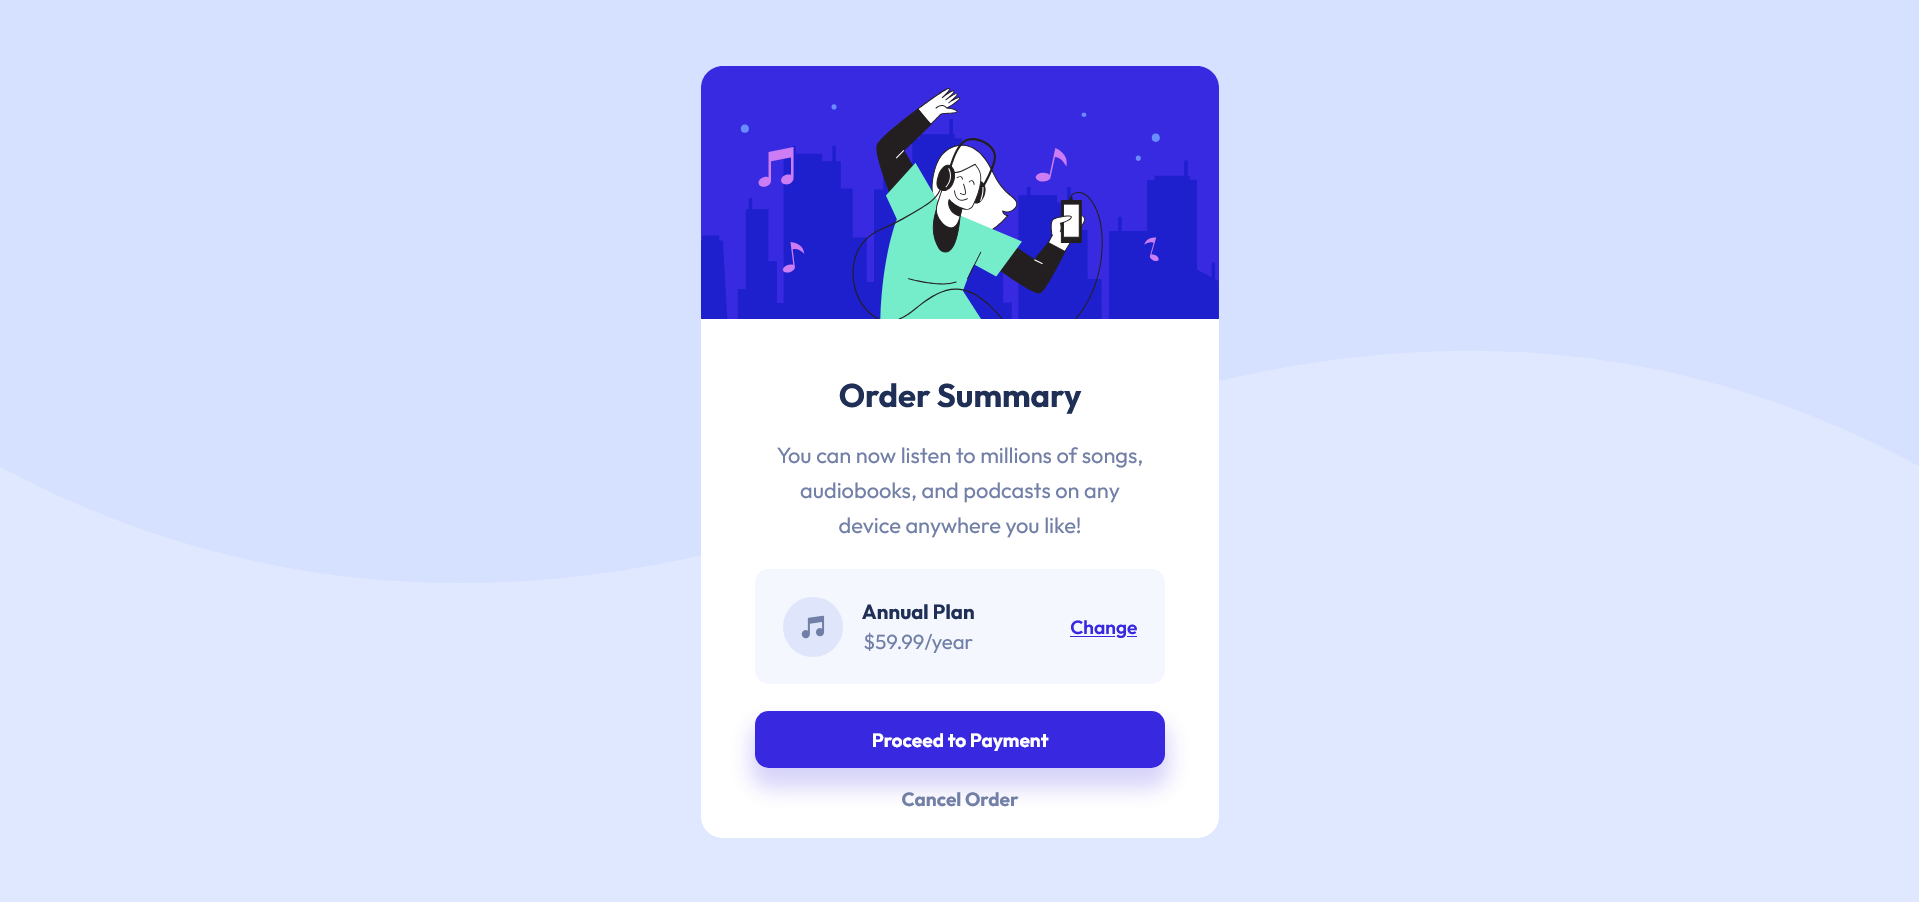 Order Summary
You can now listen to millions of songs,
audiobooks, and podcasts on any
device anywhere you like!
Annual Plan
$59.99/year
Change
Proceed to Payment
Cancel Order